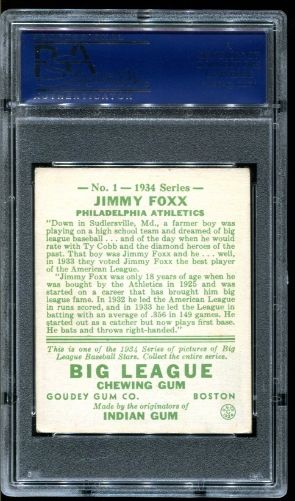 PSA
No. 1 — 1934 Series —
JIMMY FOXX
PHILADELPHIA ATHLETICS
"Down in Sudlersville, Md., a farmer boy was
playing on a high school team and dreamed of big
league baseball . . . and of the day when he would
rate with Ty Cobb and the diamond heroes of the
past. That boy was Jimmy Foxx and he . . . well,
in 1933 they voted Jimmy Foxx the best player
of the American League.
"Jimmy Foxx was only 18 years of age when he
was bought by the Athletics in 1925 and was
started on a career that has brought him big
league fame. In 1932 he led the American League
in runs scored, and in 1933 he led the League in
batting with an average of .356 in 149 games. He
started out as a catcher but now plays first base.
He bats and throws right-handed."
This is one of the 1934 Series of pictures of Big
League Baseball Stars. Collect the entire series.
BIG LEAGUE
CHEWING GUM
GOUDEY GUM CO. BOSTON
Made by the originators of
INDIAN GUM